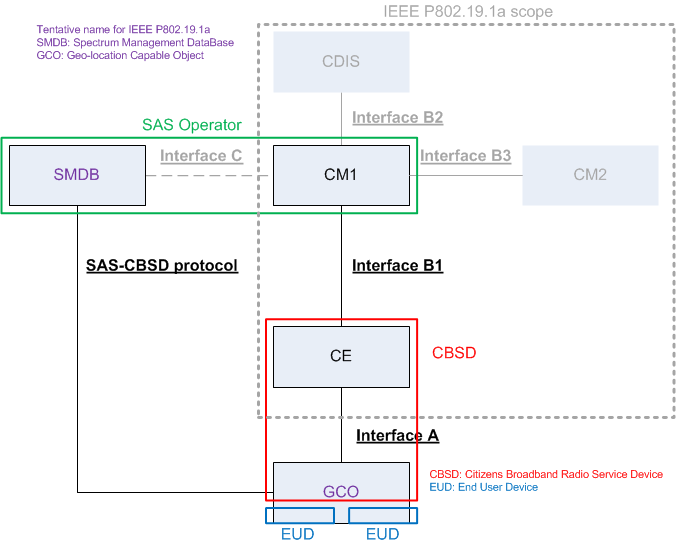 IEEE P802.19.1a scope
Tentative name for IEEE P802.19.1a
SMDB: Spectrum Management DataBase
GCO: Geo-location Capable Object
CDIS
SAS Operator
Interface B2
SMDB
Interface C
CM1
Interface B3
CM2
SAS-CBSD protocol
Interface B1
CE
CBSD
Interface A
CBSD: Citizens Broadband Radio Service Device
EUD: End User Device
GCO
EUD
EUD